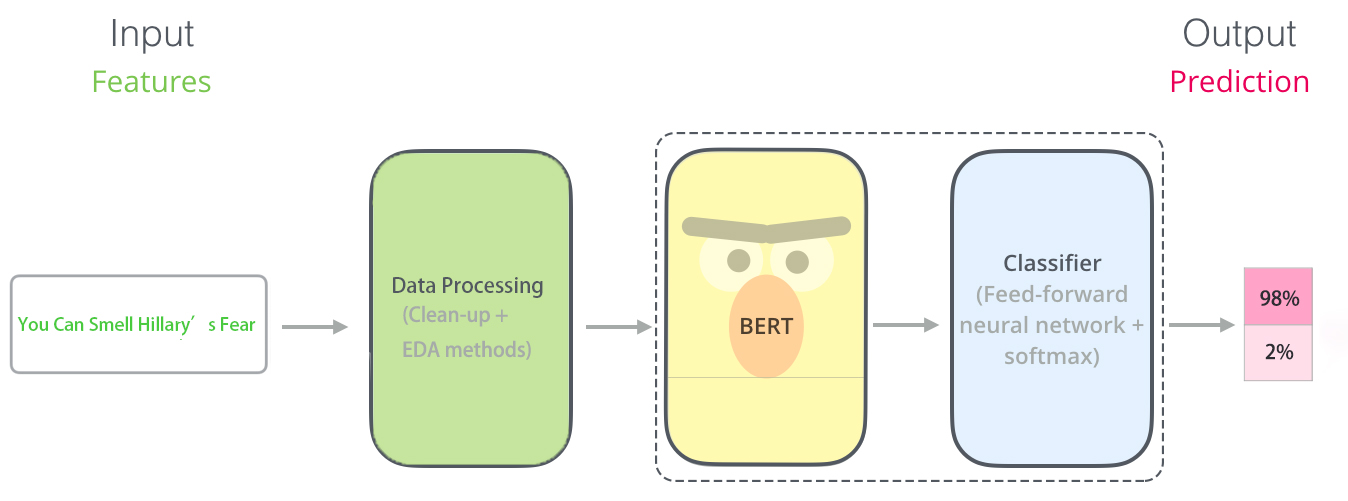 Input
Features
Output
Prediction
You Can Smell Hillary’s Fear
Data Processing
(Clean-up +
EDA methods)
BERT
Classifier
(Feed-forward
neural network +
softmax)
98%
2%